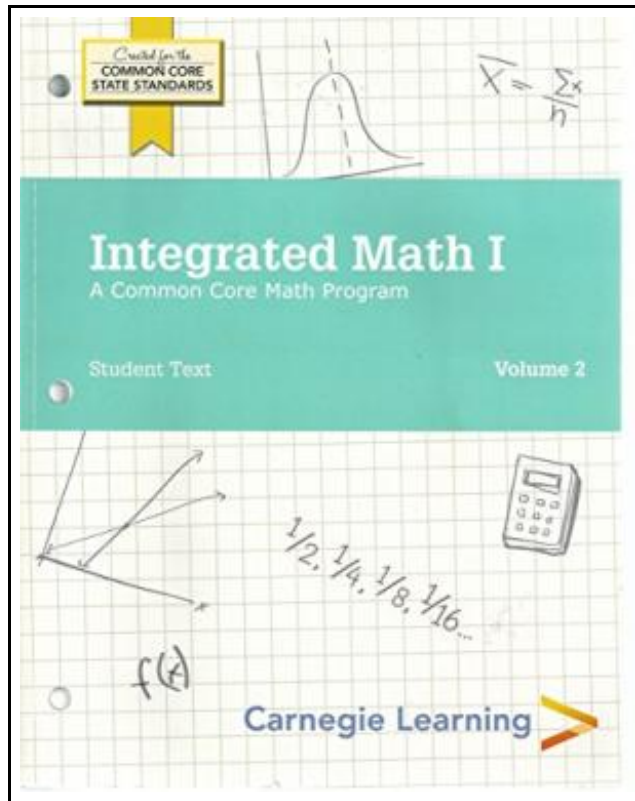 Created for the
COMMON CORE
STATE STANDARDS
X̄ = Σx/n
Integrated Math I
A Common Core Math Program
Student Text
Volume 2
1/2, 1/4, 1/8, 1/16...
x
f(x)
Carnegie Learning